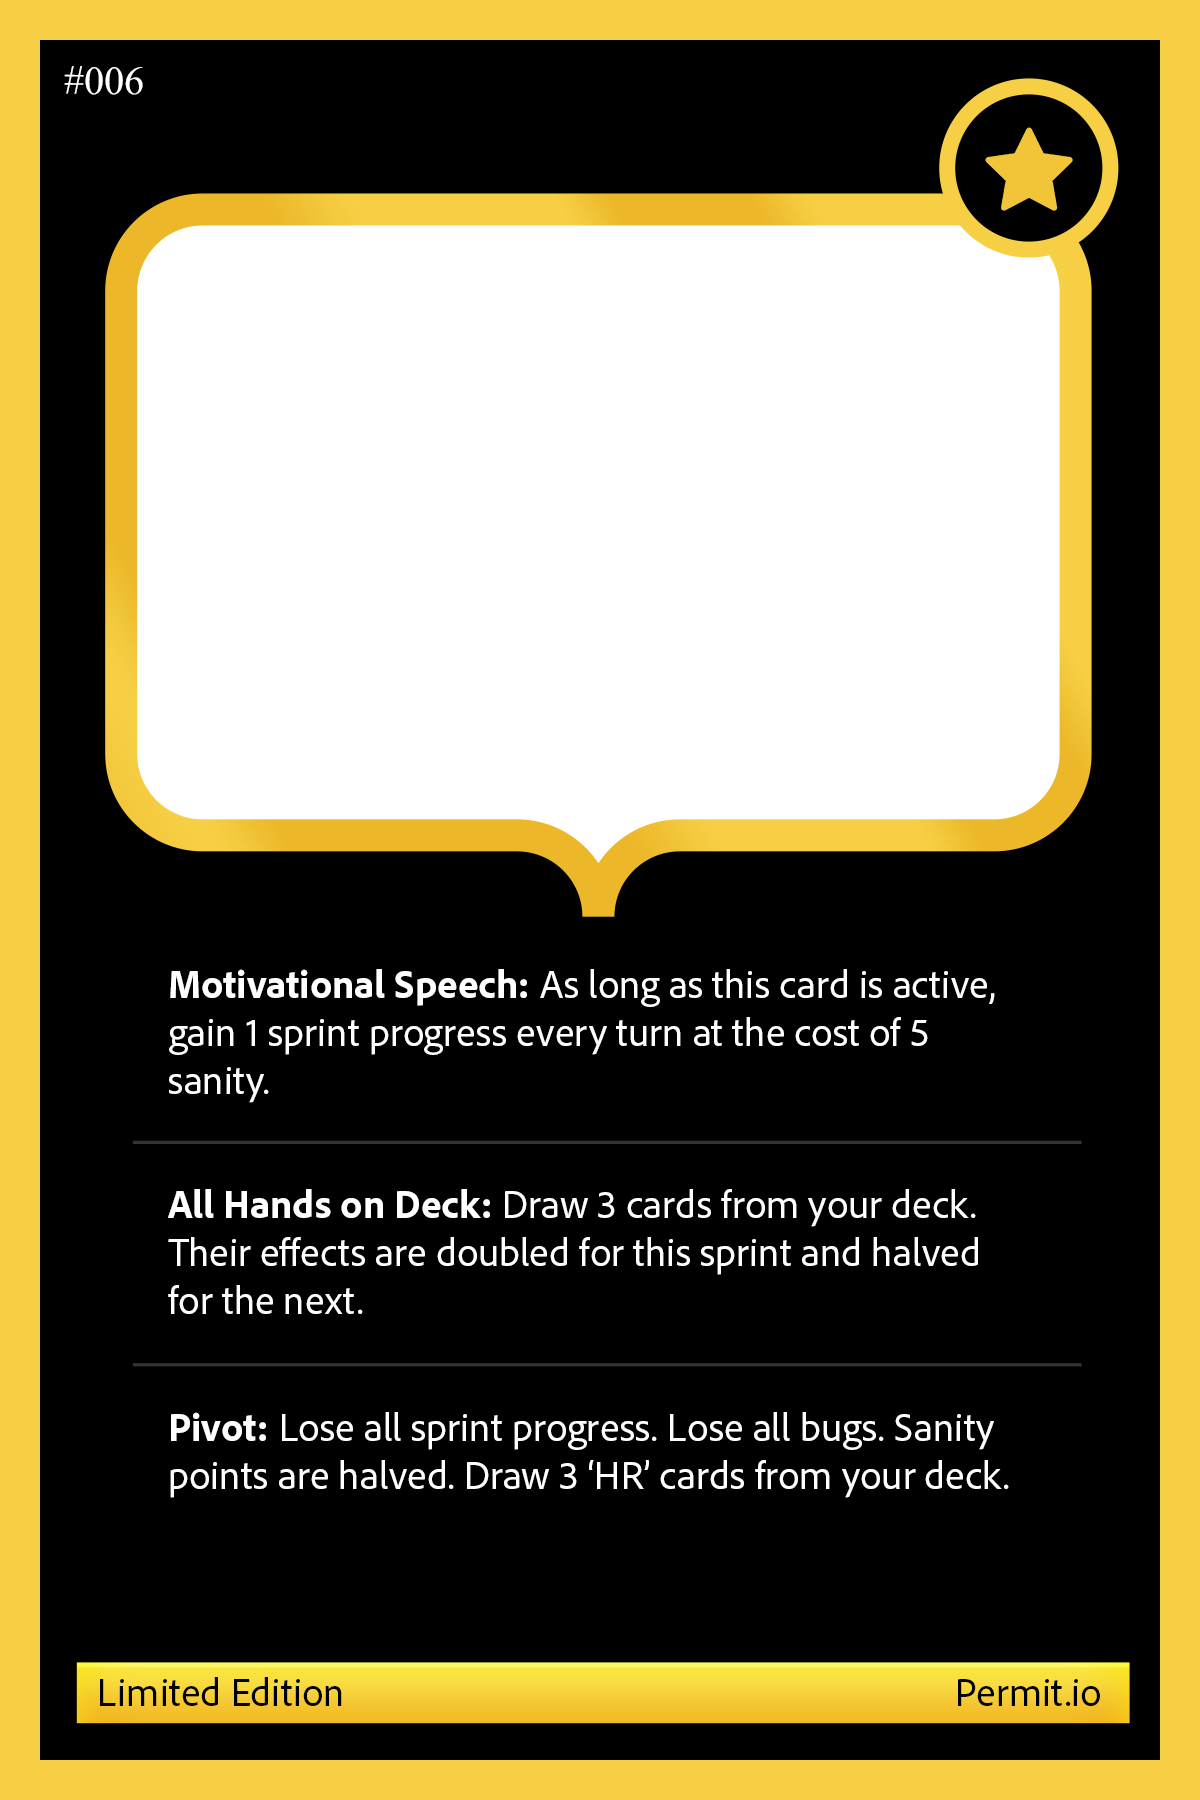 #006
Motivational Speech: As long as this card is active,
gain 1 sprint progress every turn at the cost of 5
sanity.
All Hands on Deck: Draw 3 cards from your deck.
Their effects are doubled for this sprint and halved
for the next.
Pivot: Lose all sprint progress. Lose all bugs. Sanity
points are halved. Draw 3 ‘HR’ cards from your deck.
Limited Edition
Permit.io